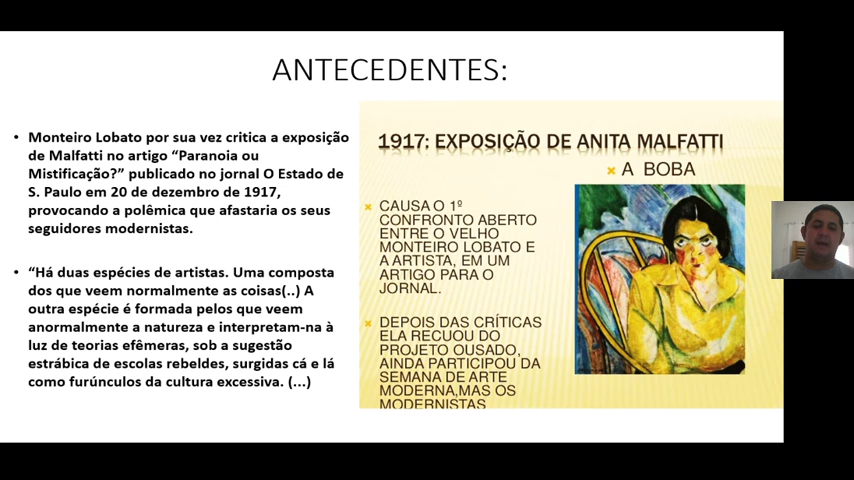 ANTECEDENTES:
• Monteiro Lobato por sua vez critica a exposição
de Malfatti no artigo “Paranoia ou
Mistificação?” publicado no jornal O Estado de
S. Paulo em 20 de dezembro de 1917,
provocando a polêmica que afastaria os seus
seguidores modernistas.
• “Há duas espécies de artistas. Uma composta
dos que veem normalmente as coisas(..) A
outra espécie é formada pelos que veem
anormalmente a natureza e interpretam-na à
luz de teorias efêmeras, sob a sugestão
estrábica de escolas rebeldes, surgidas cá e lá
como furúnculos da cultura excessiva. (...)
1917: EXPOSIÇÃO DE ANITA MALFATTI
A BOBA
CAUSA O 1º
CONFRONTO ABERTO
ENTRE O VELHO
MONTEIRO LOBATO E
A ARTISTA, EM UM
ARTIGO PARA O
JORNAL.
DEPOIS DAS CRÍTICAS
ELA RECUOU DO
PROJETO OUSADO,
AINDA PARTICIPOU DA
SEMANA DE ARTE
MODERNA,MAS OS
MODERNISTAS